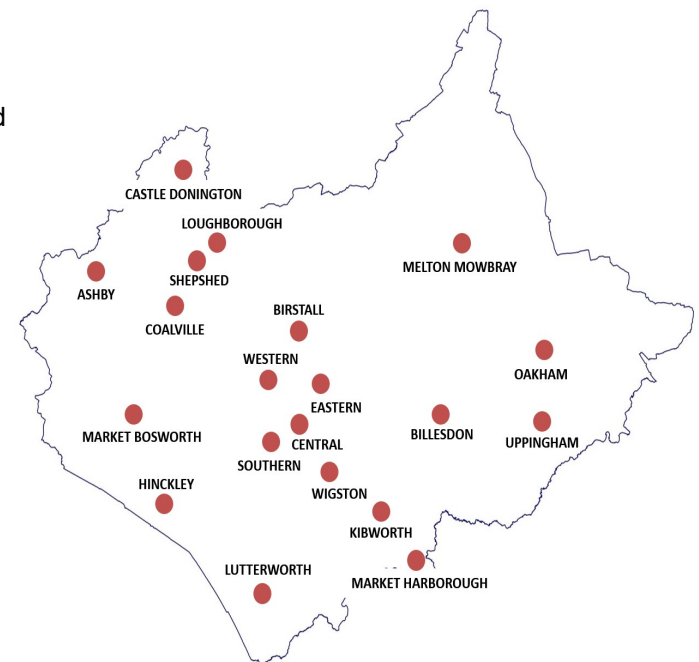 d
CASTLE DONINGTON
LOUGHBOROUGH
MELTON MOWBRAY
SHEPSHED
ASHBY
BIRSTALL
COALVILLE
WESTERN
OAKHAM
EASTERN
MARKET BOSWORTH
BILLESDON
CENTRAL
UPPINGHAM
SOUTHERN
HINCKLEY
WIGSTON
KIBWORTH
LUTTERWORTH
MARKET HARBOROUGH